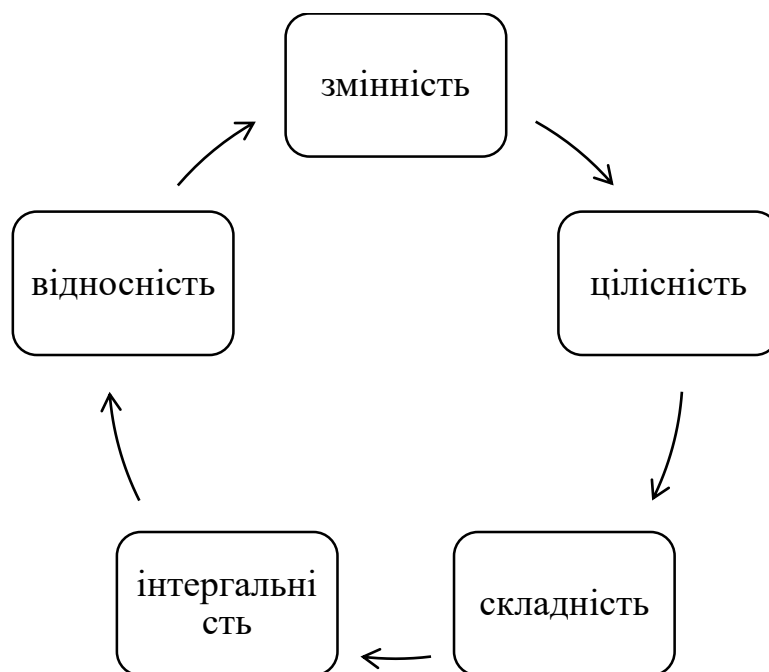 змінність
цілісність
складність
інтергальні
сть
відносність